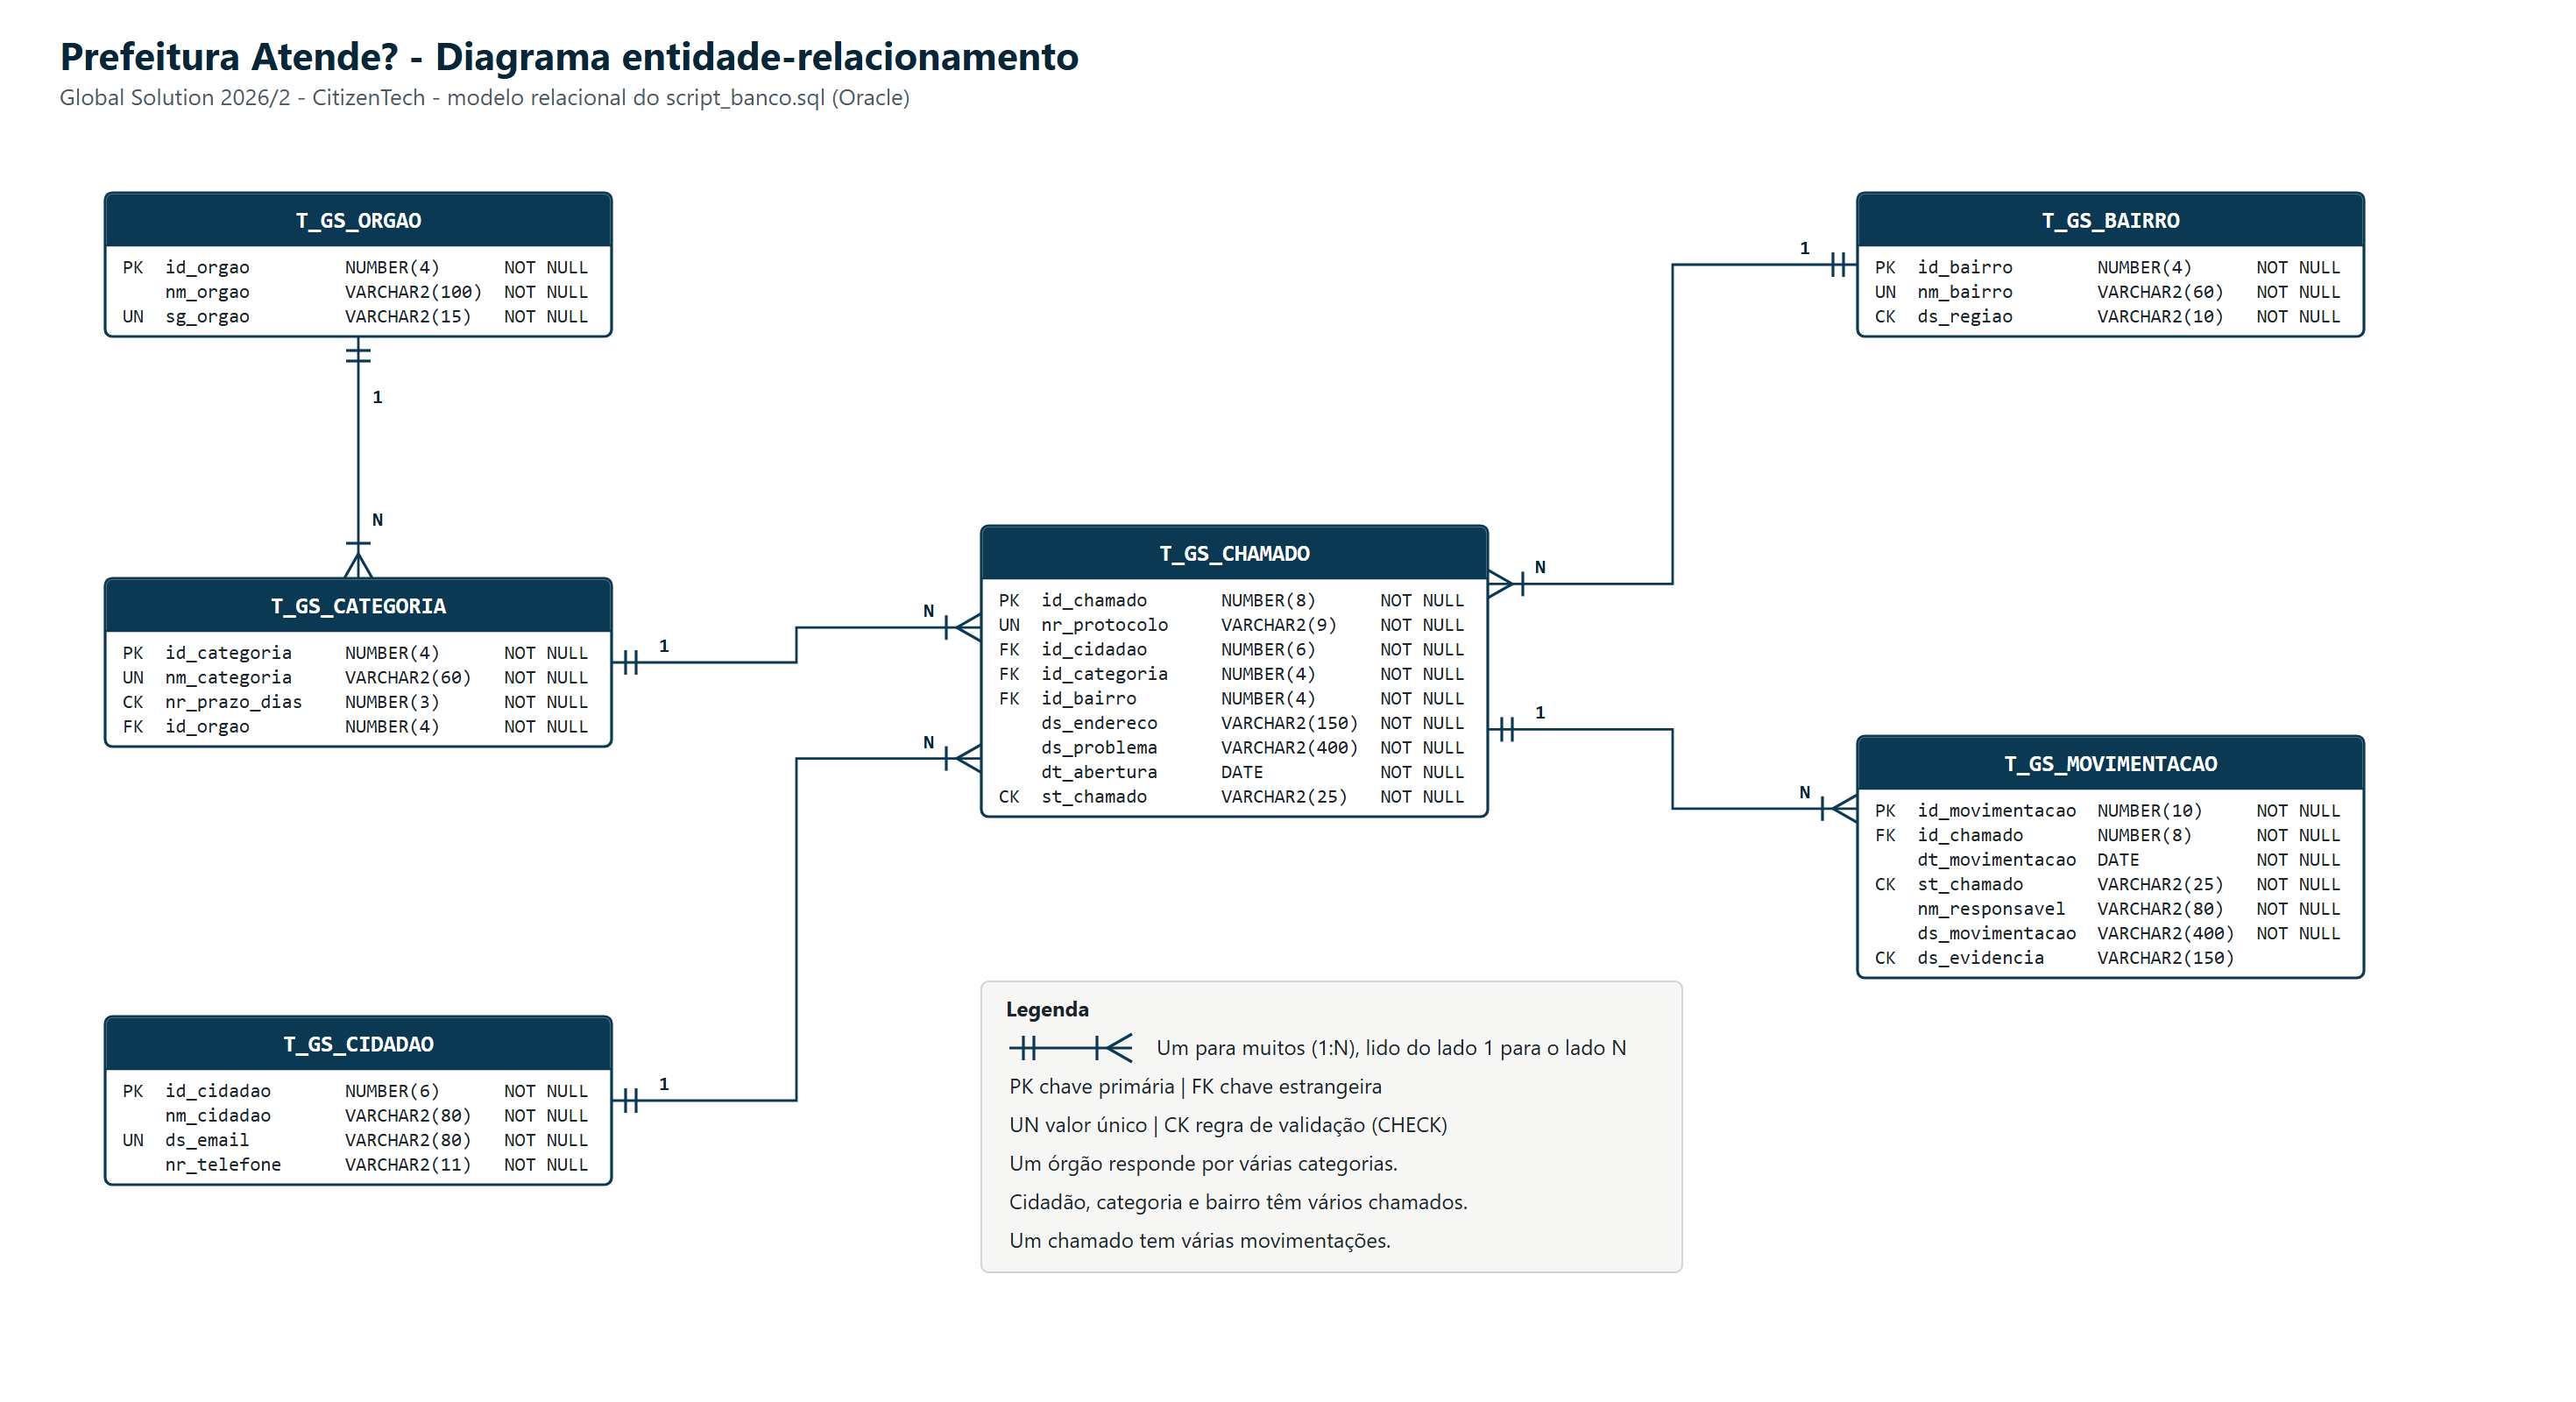 Prefeitura Atende? - Diagrama entidade-relacionamento
Global Solution 2026/2 - CitizenTech - modelo relacional do script_banco.sql (Oracle)
T_GS_ORGAO
PK id_orgao NUMBER(4) NOT NULL
nm_orgao VARCHAR2(100) NOT NULL
UN sg_orgao VARCHAR2(15) NOT NULL
1
N
T_GS_BAIRRO
PK id_bairro NUMBER(4) NOT NULL
UN nm_bairro VARCHAR2(60) NOT NULL
CK ds_regiao VARCHAR2(10) NOT NULL
1
N
T_GS_CATEGORIA
PK id_categoria NUMBER(4) NOT NULL
UN nm_categoria VARCHAR2(60) NOT NULL
CK nr_prazo_dias NUMBER(3) NOT NULL
FK id_orgao NUMBER(4) NOT NULL
1
N
T_GS_CHAMADO
PK id_chamado NUMBER(8) NOT NULL
UN nr_protocolo VARCHAR2(9) NOT NULL
FK id_cidadao NUMBER(6) NOT NULL
FK id_categoria NUMBER(4) NOT NULL
FK id_bairro NUMBER(4) NOT NULL
ds_endereco VARCHAR2(150) NOT NULL
ds_problema VARCHAR2(400) NOT NULL
dt_abertura DATE NOT NULL
CK st_chamado VARCHAR2(25) NOT NULL
1
N
T_GS_MOVIMENTACAO
PK id_movimentacao NUMBER(10) NOT NULL
FK id_chamado NUMBER(8) NOT NULL
dt_movimentacao DATE NOT NULL
CK st_chamado VARCHAR2(25) NOT NULL
nm_responsavel VARCHAR2(80) NOT NULL
ds_movimentacao VARCHAR2(400) NOT NULL
CK ds_evidencia VARCHAR2(150)
N
1
T_GS_CIDADAO
PK id_cidadao NUMBER(6) NOT NULL
nm_cidadao VARCHAR2(80) NOT NULL
UN ds_email VARCHAR2(80) NOT NULL
nr_telefone VARCHAR2(11) NOT NULL
Legenda
Um para muitos (1:N), lido do lado 1 para o lado N
PK chave primária | FK chave estrangeira
UN valor único | CK regra de validação (CHECK)
Um órgão responde por várias categorias.
Cidadão, categoria e bairro têm vários chamados.
Um chamado tem várias movimentações.